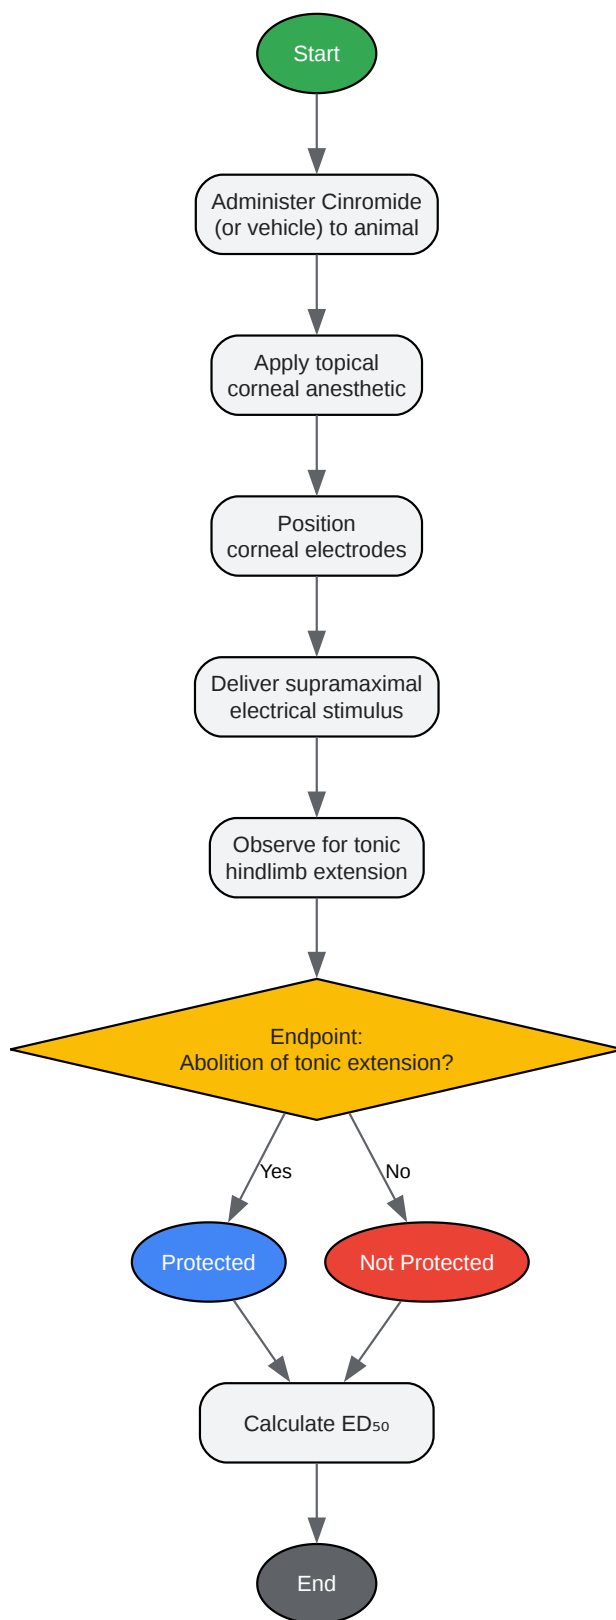 Start
Administer Cinromide
(or vehicle) to animal
Apply topical
corneal anesthetic
Position
corneal electrodes
Deliver supramaximal
electrical stimulus
Observe for tonic
hindlimb extension
Endpoint:
Abolition of tonic extension?
Yes
No
Protected
Not Protected
Calculate ED₅₀
End